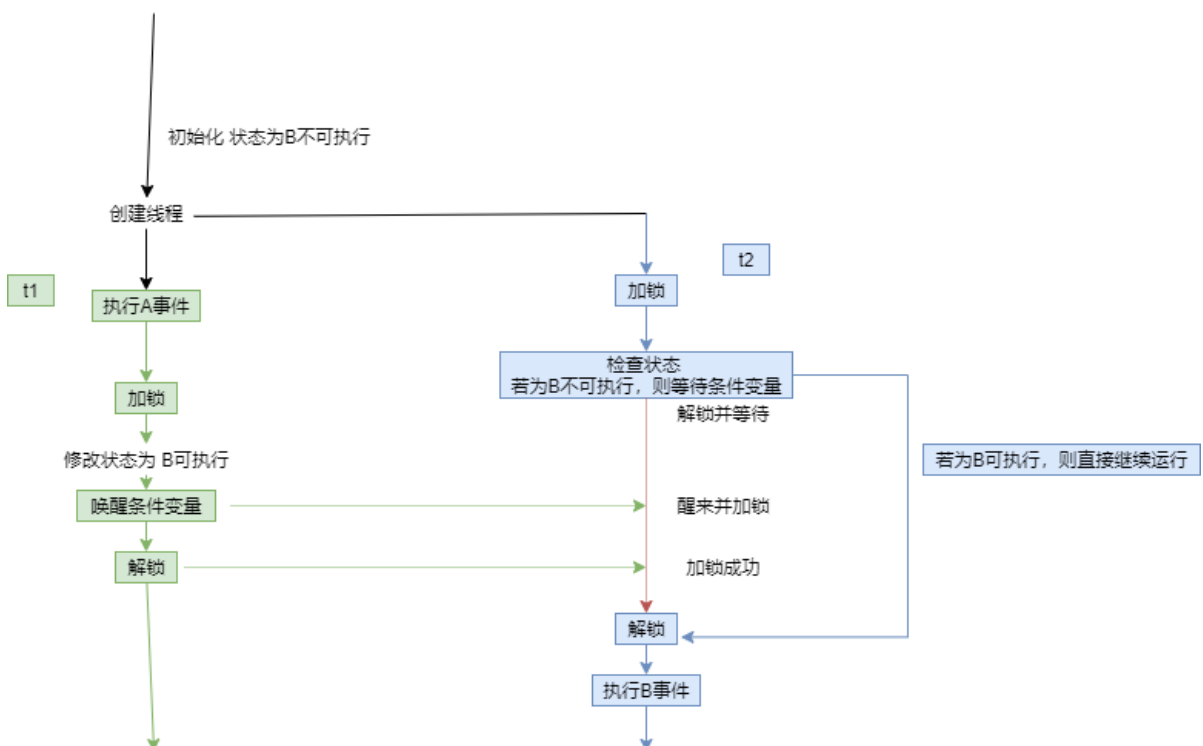 初始化 状态为B不可执行
创建线程
t1
t2
执行A事件
加锁
加锁
检查状态
若为B不可执行，则等待条件变量
解锁并等待
修改状态为 B可执行
若为B可执行，则直接继续运行
唤醒条件变量
醒来并加锁
解锁
加锁成功
解锁
执行B事件